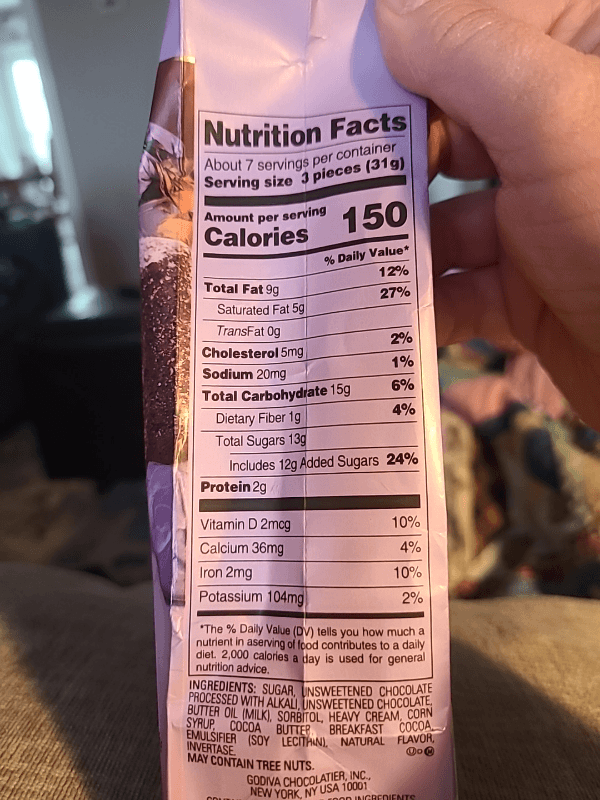 Nutrition Facts
About 7 servings per container
Serving size 3 pieces (31g)
Amount per serving
Calories 150
% Daily Value*
Total Fat 9g 12%
Saturated Fat 5g 27%
TransFat 0g
Cholesterol 5mg 2%
Sodium 20mg 1%
Total Carbohydrate 15g 6%
Dietary Fiber 1g 4%
Total Sugars 13g
Includes 12g Added Sugars 24%
Protein 2g
Vitamin D 2mcg 10%
Calcium 36mg 4%
Iron 2mg 10%
Potassium 104mg 2%
*The % Daily Value (DV) tells you how much a
nutrient in aserving of food contributes to a daily
diet. 2,000 calories a day is used for general
nutrition advice.
INGREDIENTS: SUGAR, UNSWEETENED CHOCOLATE
PROCESSED WITH ALKALI, UNSWEETENED CHOCOLATE,
BUTTER OIL (MILK), SORBITOL, HEAVY CREAM, CORN
SYRUP, COCOA BUTTER, BREAKFAST COCOA,
EMULSIFIER (SOY LECITHIN), NATURAL FLAVOR,
INVERTASE.
MAY CONTAIN TREE NUTS.
GODIVA CHOCOLATIER, INC.,
NEW YORK, NY USA 10001
INGREDIENTS